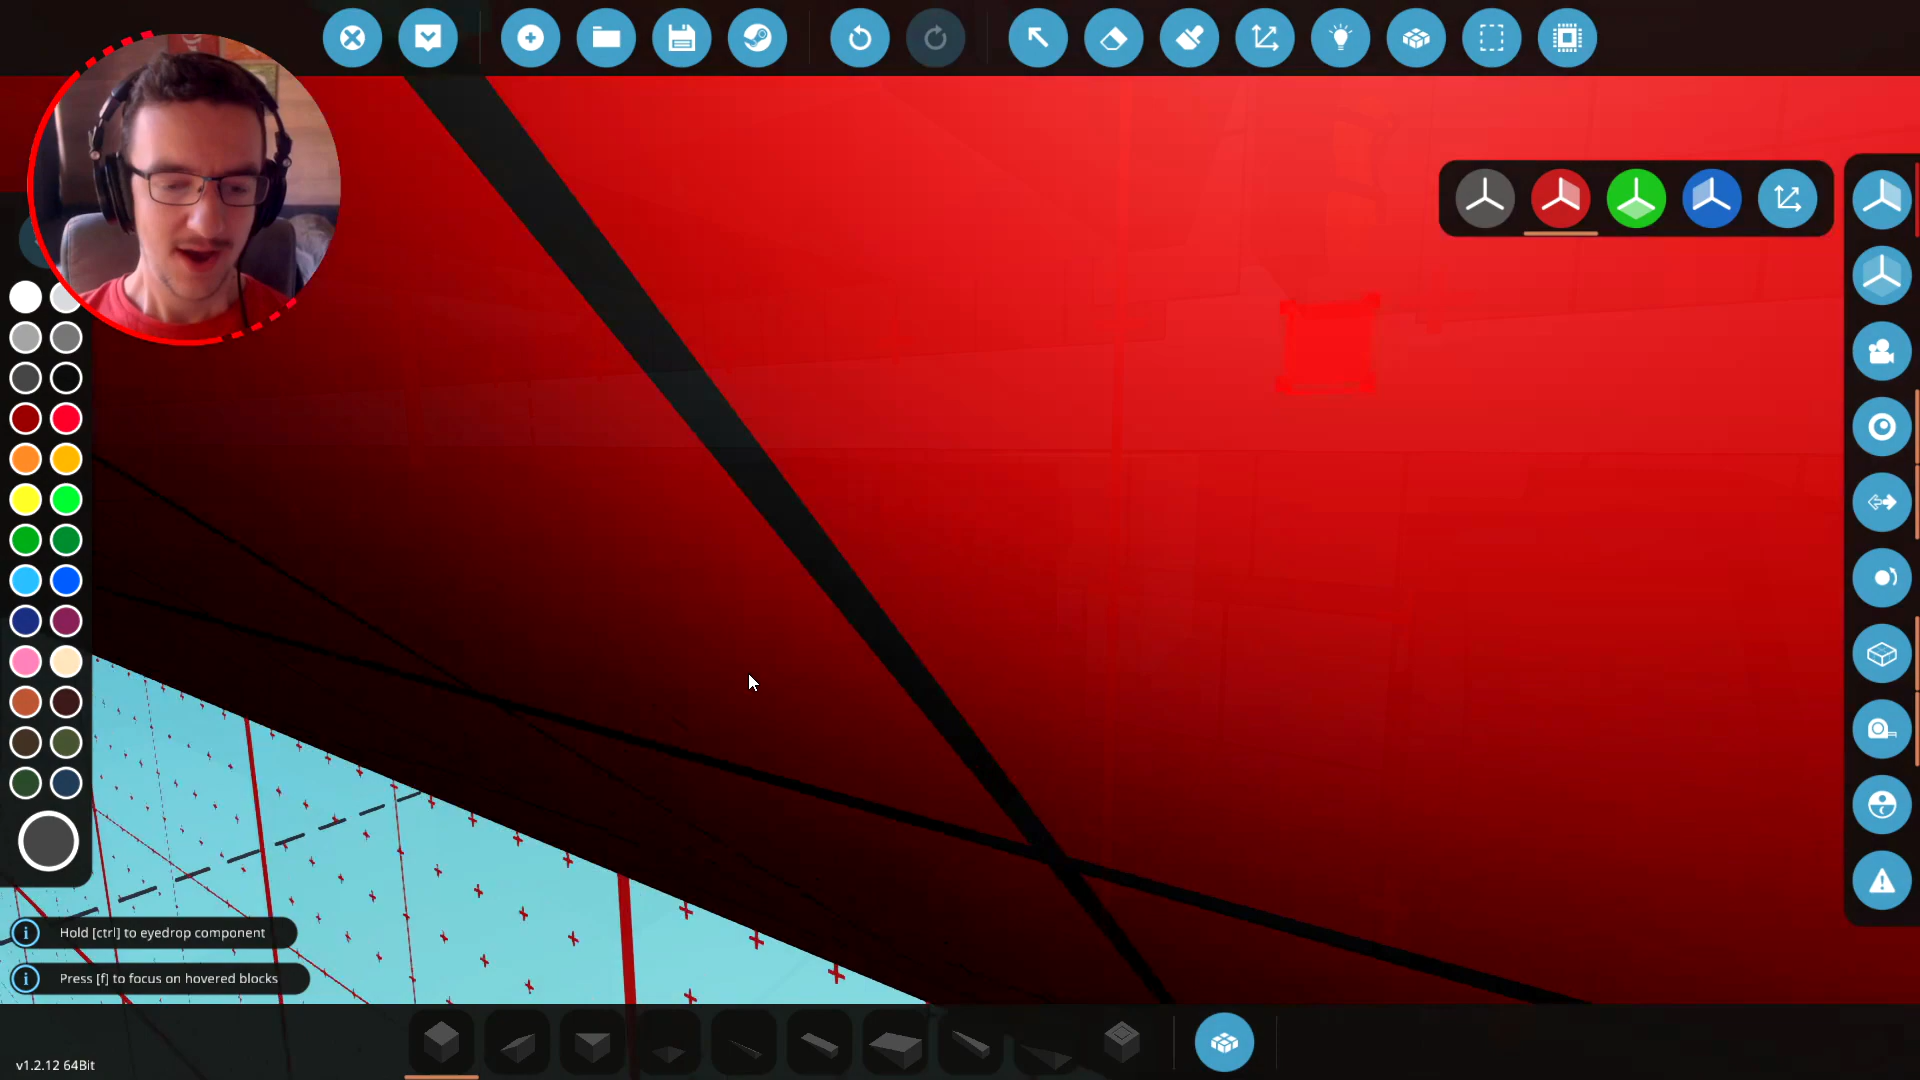 Hold [ctrl] to eyedrop component
Press [f] to focus on hovered blocks
v1.2.12 64Bit